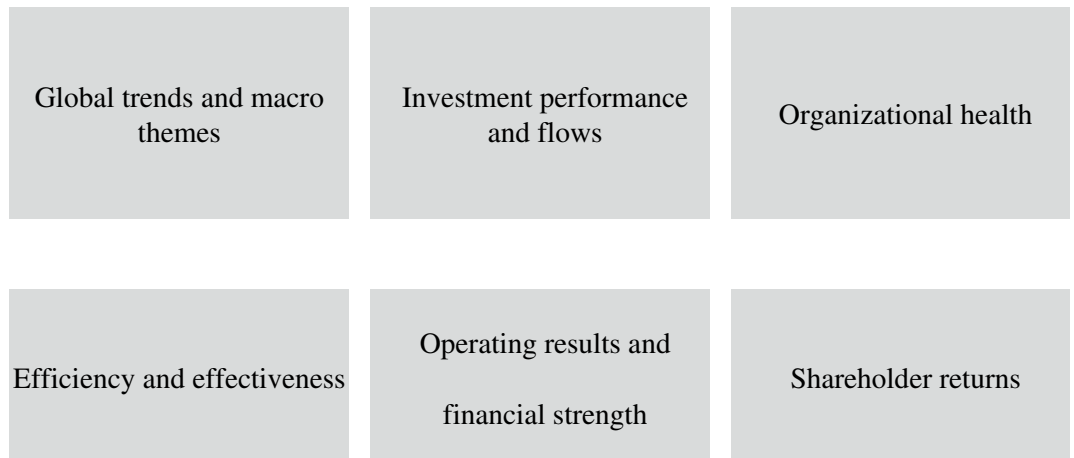 Global trends and macro
themes
Investment performance
and flows
Organizational health
Efficiency and effectiveness
Operating results and
financial strength
Shareholder returns